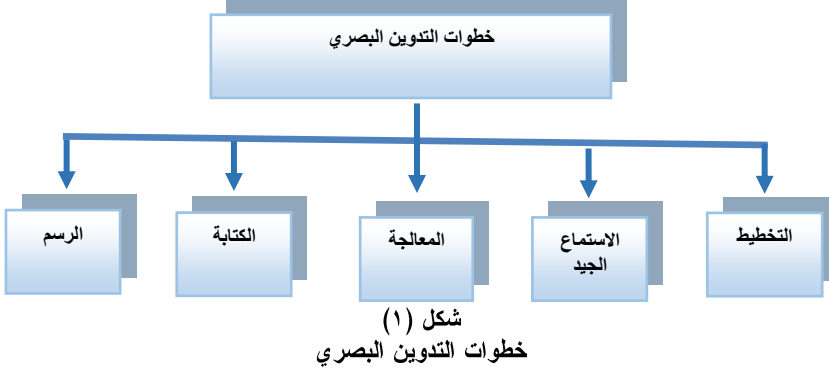 خطوات التدوين البصري
التخطيط
الاستماع
الجيد
المعالجة
الكتابة
الرسم
شكل (١)
خطوات التدوين البصري